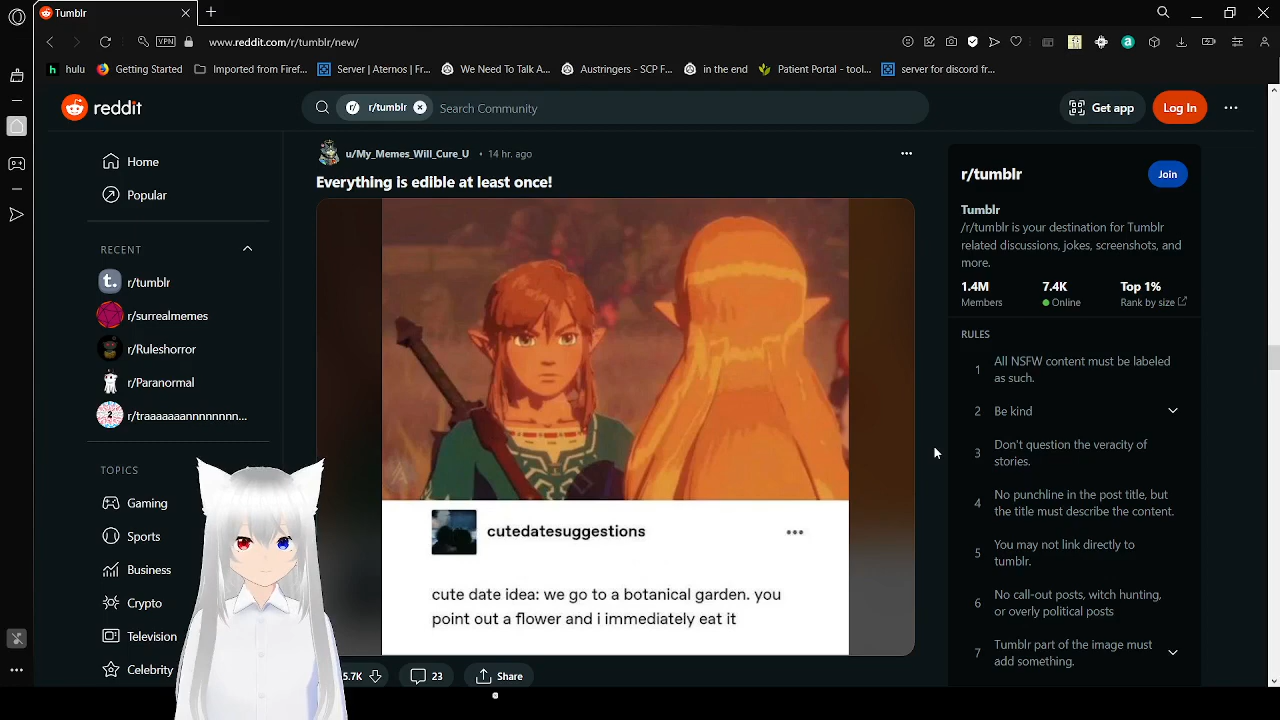 Tumblr
VPN
www.reddit.com/r/tumblr/new/
hulu
Getting Started
Imported from Firef...
Server | Aternos | Fr...
We Need To Talk A...
Austringers - SCP F...
in the end
Patient Portal - tool...
server for discord fr...
reddit
r/ r/tumblr
Search Community
Get app
Log In
Home
Popular
RECENT
r/tumblr
r/surrealmemes
r/Ruleshorror
r/Paranormal
r/traaaaaaannnnnnnn...
TOPICS
Gaming
Sports
Business
Crypto
Television
Celebrity
u/My_Memes_Will_Cure_U • 14 hr. ago
Everything is edible at least once!
cutedatesuggestions
cute date idea: we go to a botanical garden. you
point out a flower and i immediately eat it
5.7K
23
Share
r/tumblr
Join
Tumblr
/r/tumblr is your destination for Tumblr
related discussions, jokes, screenshots, and
more.
1.4M
Members
7.4K
Online
Top 1%
Rank by size
RULES
1 All NSFW content must be labeled
as such.
2 Be kind
3 Don't question the veracity of
stories.
4 No punchline in the post title, but
the title must describe the content.
5 You may not link directly to
tumblr.
6 No call-out posts, witch hunting,
or overly political posts
7 Tumblr part of the image must
add something.